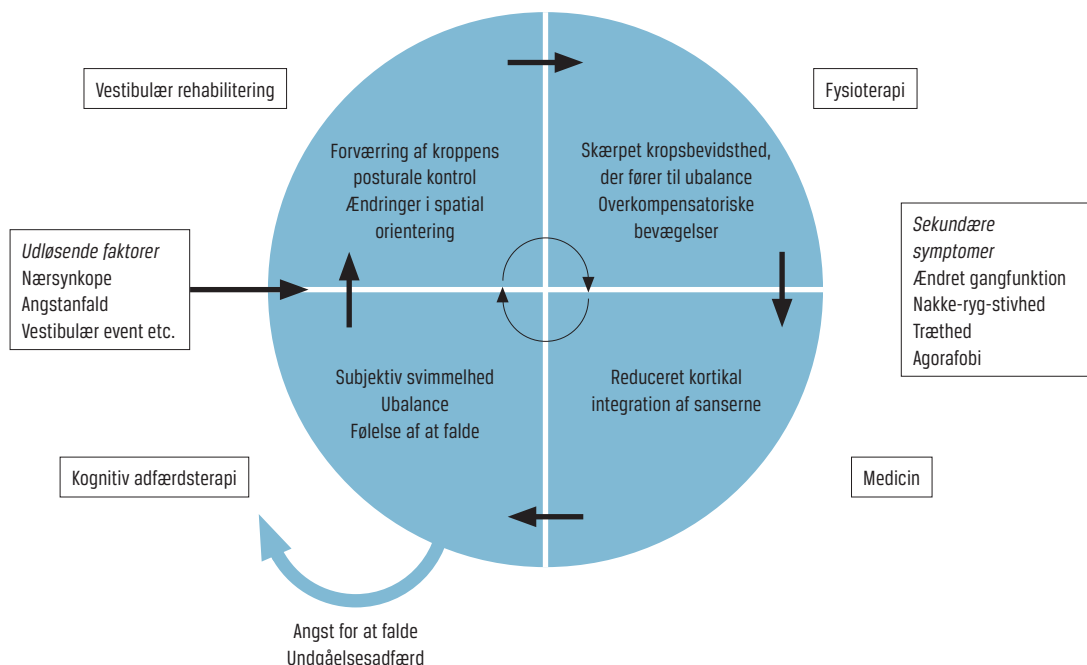 Vestibulær rehabilitering
Fysioterapi
Forværring af kroppens
posturale kontrol
Ændringer i spatial
orientering
Skærpet kropsbevidsthed,
der fører til ubalance
Overkompensatoriske
bevægelser
Udløsende faktorer
Nærsynkope
Angstanfald
Vestibulær event etc.
Sekundære
symptomer
Ændret gangfunktion
Nakke-ryg-stivhed
Træthed
Agorafobi
Subjektiv svimmelhed
Ubalance
Følelse af at falde
Reduceret kortikal
integration af sanserne
Kognitiv adfærdsterapi
Medicin
Angst for at falde
Undgåelsesadfærd